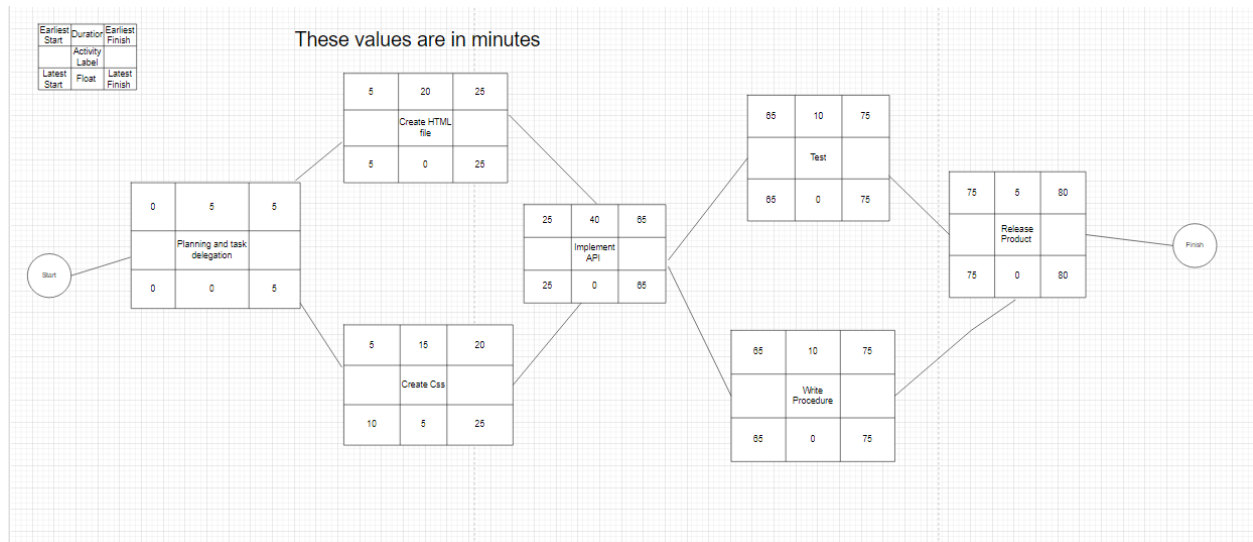 These values are in minutes
Earliest Start Duration Earliest Finish
Activity Label
Latest Start Float Latest Finish
5 20 25
Create HTML file
5 0 25
65 10 75
Test
65 0 75
0 5 5
Planning and task delegation
0 0 5
75 5 80
Release Product
75 0 80
25 40 65
Implement API
25 0 65
Start
Finish
5 15 20
Create Css
10 5 25
65 10 75
Write Procedure
65 0 75